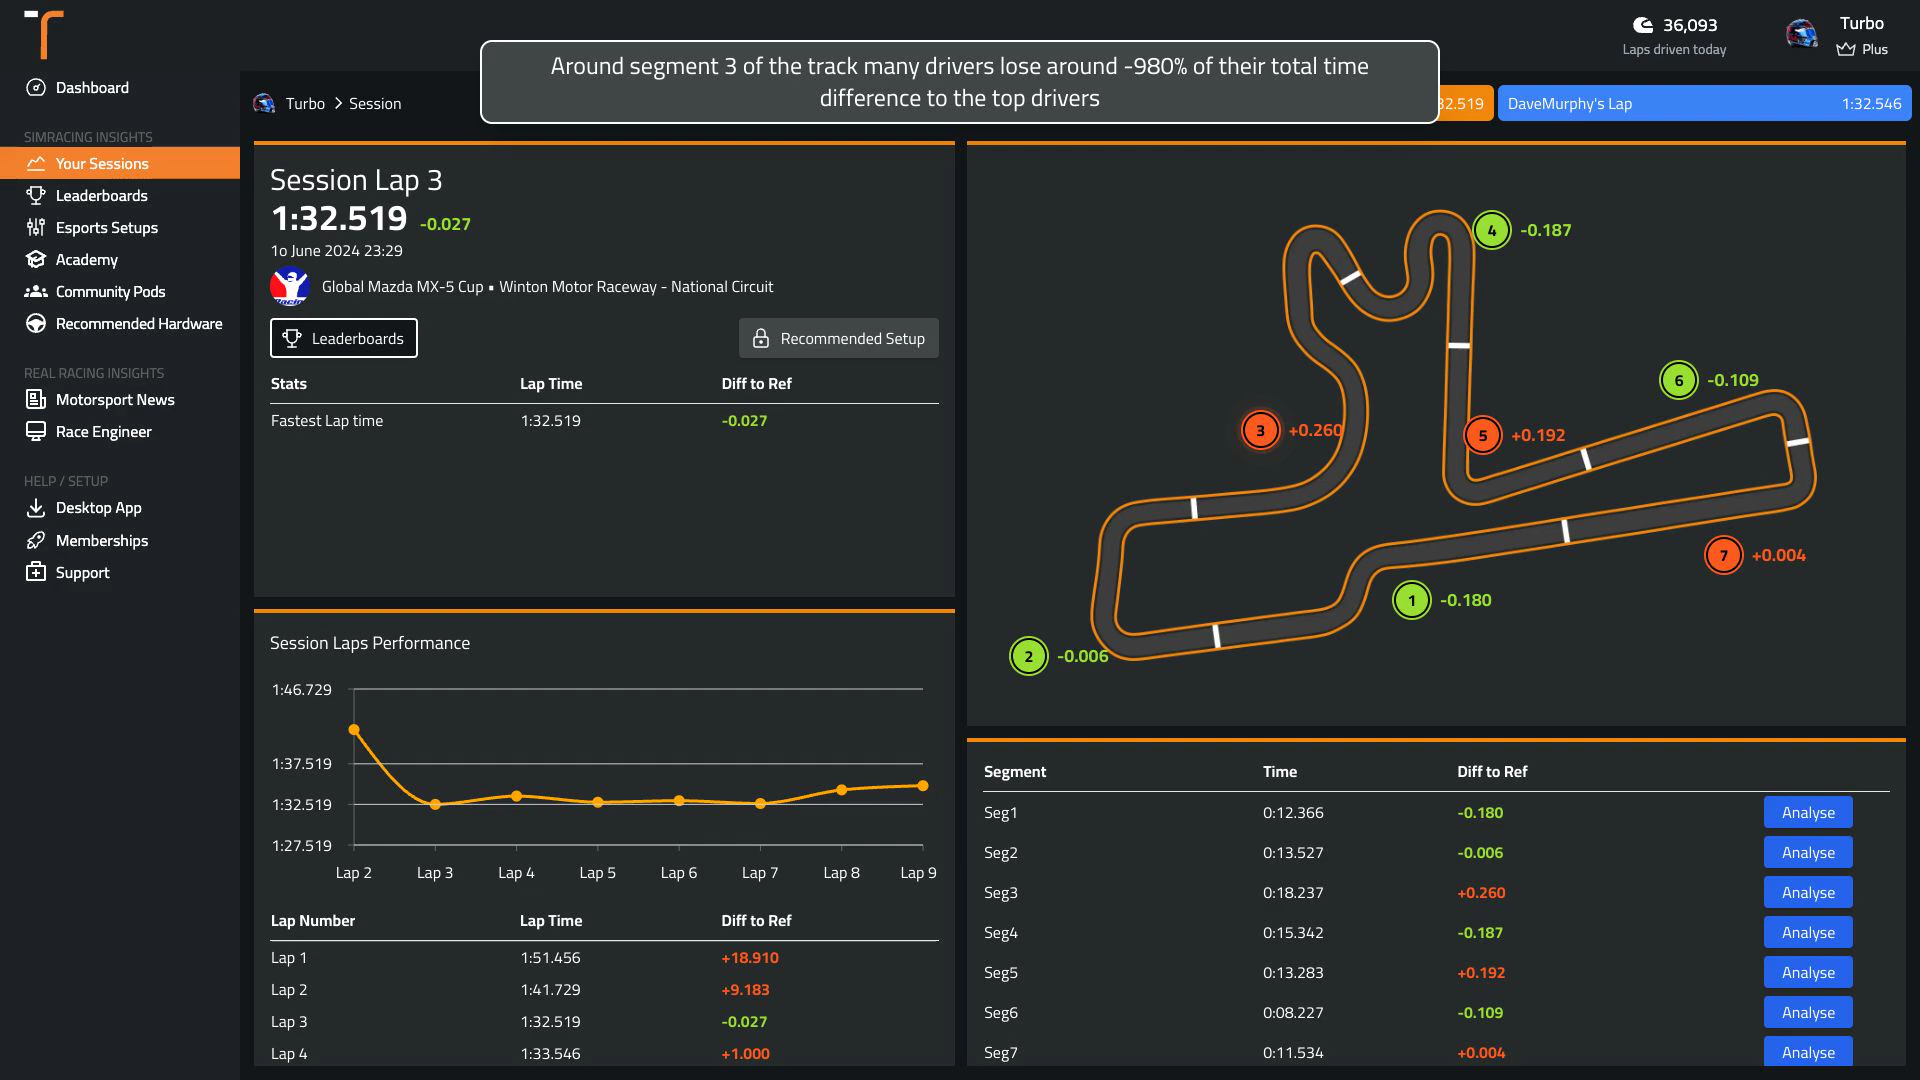 36,093
Laps driven today
Turbo
Plus
Around segment 3 of the track many drivers lose around -980% of their total time
difference to the top drivers
Dashboard
SIMRACING INSIGHTS
Your Sessions
Leaderboards
Esports Setups
Academy
Community Pods
Recommended Hardware
REAL RACING INSIGHTS
Motorsport News
Race Engineer
HELP / SETUP
Desktop App
Memberships
Support
Turbo > Session
32.519
DaveMurphy's Lap 1:32.546
Session Lap 3
1:32.519 -0.027
1o June 2024 23:29
Global Mazda MX-5 Cup • Winton Motor Raceway - National Circuit
Leaderboards
Recommended Setup
Stats Lap Time Diff to Ref
Fastest Lap time 1:32.519 -0.027
4 -0.187
6 -0.109
3 +0.260
5 +0.192
7 +0.004
1 -0.180
2 -0.006
Session Laps Performance
1:46.729
1:37.519
1:32.519
1:27.519
Lap 2 Lap 3 Lap 4 Lap 5 Lap 6 Lap 7 Lap 8 Lap 9
Lap Number Lap Time Diff to Ref
Lap 1 1:51.456 +18.910
Lap 2 1:41.729 +9.183
Lap 3 1:32.519 -0.027
Lap 4 1:33.546 +1.000
Segment Time Diff to Ref
Seg1 0:12.366 -0.180 Analyse
Seg2 0:13.527 -0.006 Analyse
Seg3 0:18.237 +0.260 Analyse
Seg4 0:15.342 -0.187 Analyse
Seg5 0:13.283 +0.192 Analyse
Seg6 0:08.227 -0.109 Analyse
Seg7 0:11.534 +0.004 Analyse